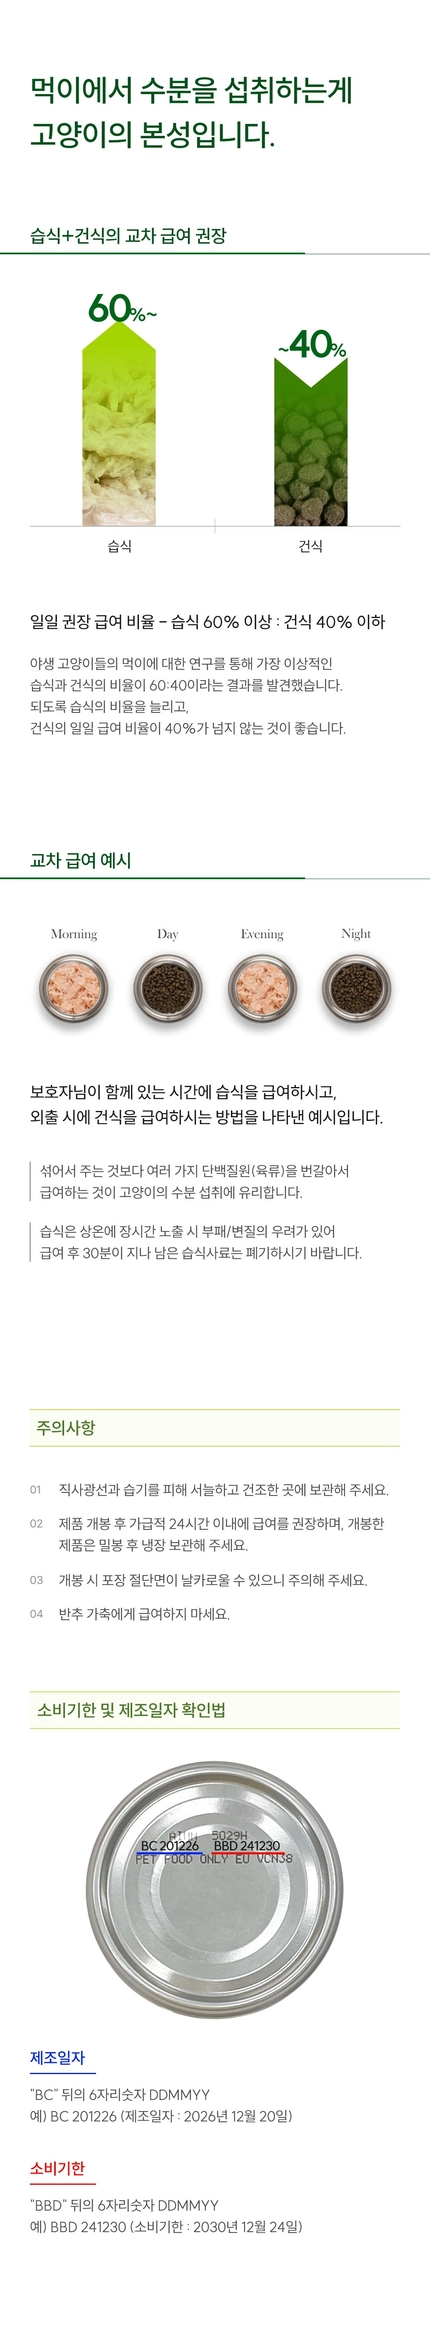 먹이에서 수분을 섭취하는게
고양이의 본성입니다.
습식+건식의 교차 급여 권장
60%~
~40%
습식
건식
일일 권장 급여 비율 - 습식 60% 이상 : 건식 40% 이하
야생 고양이들의 먹이에 대한 연구를 통해 가장 이상적인
습식과 건식의 비율이 60:40이라는 결과를 발견했습니다.
되도록 습식의 비율을 늘리고,
건식의 일일 급여 비율이 40%가 넘지 않는 것이 좋습니다.
교차 급여 예시
Morning
Day
Evening
Night
보호자님이 함께 있는 시간에 습식을 급여하시고,
외출 시에 건식을 급여하시는 방법을 나타낸 예시입니다.
섞어서 주는 것보다 여러 가지 단백질원(육류)을 번갈아서
급여하는 것이 고양이의 수분 섭취에 유리합니다.
습식은 상온에 장시간 노출 시 부패/변질의 우려가 있어
급여 후 30분이 지나 남은 습식사료는 폐기하시기 바랍니다.
주의사항
01 직사광선과 습기를 피해 서늘하고 건조한 곳에 보관해 주세요.
02 제품 개봉 후 가급적 24시간 이내에 급여를 권장하며, 개봉한
제품은 밀봉 후 냉장 보관해 주세요.
03 개봉 시 포장 절단면이 날카로울 수 있으니 주의해 주세요.
04 반추 가축에게 급여하지 마세요.
소비기한 및 제조일자 확인법
5029H
BC 201226 BBD 241230
PET FOOD ONLY EU VCN38
제조일자
"BC" 뒤의 6자리숫자 DDMMYY
예) BC 201226 (제조일자 : 2026년 12월 20일)
소비기한
"BBD" 뒤의 6자리숫자 DDMMYY
예) BBD 241230 (소비기한 : 2030년 12월 24일)